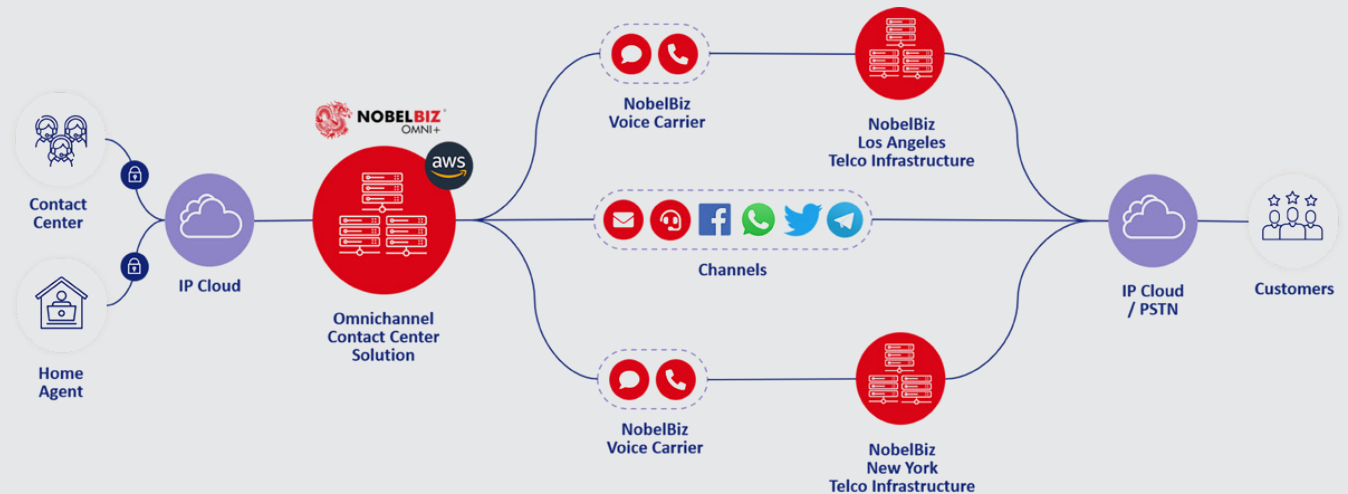 NOBELBIZ
OMNI+
aws
Contact
Center
Home
Agent
IP Cloud
Omnichannel
Contact Center
Solution
NobelBiz
Voice Carrier
NobelBiz
Los Angeles
Telco Infrastructure
Channels
NobelBiz
Voice Carrier
NobelBiz
New York
Telco Infrastructure
IP Cloud
/ PSTN
Customers